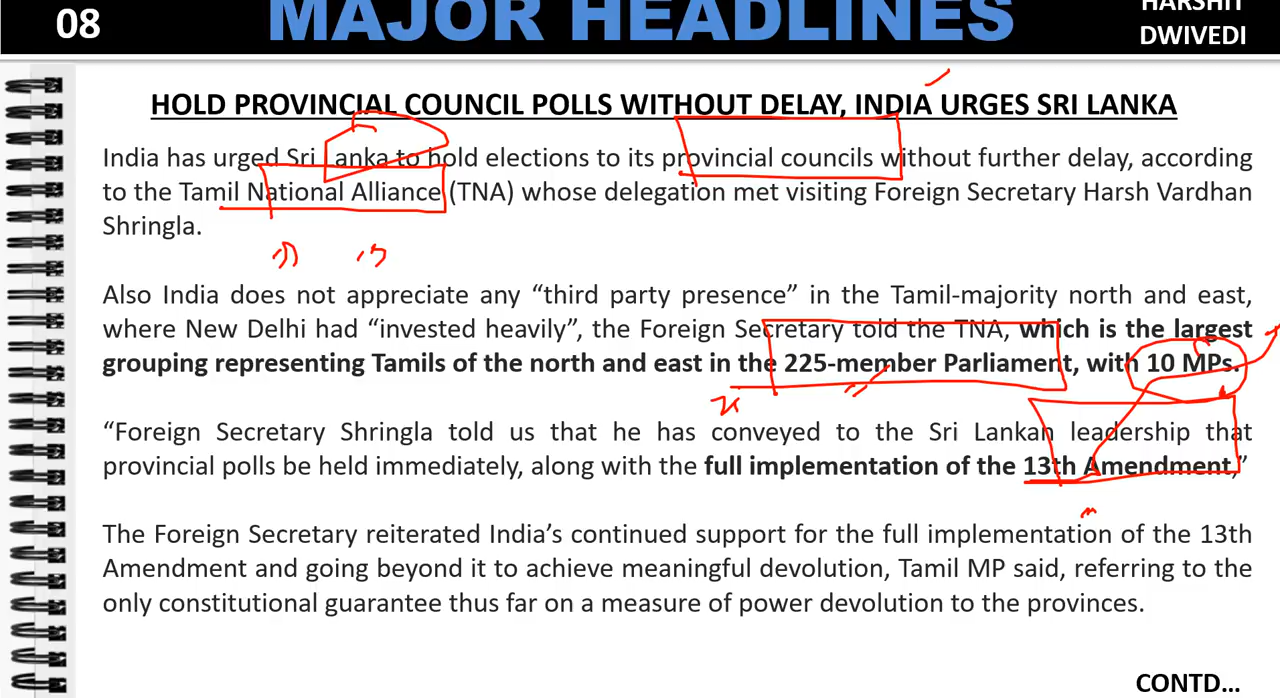 08
MAJOR HEADLINES
HARSHIT
DWIVEDI
HOLD PROVINCIAL COUNCIL POLLS WITHOUT DELAY, INDIA URGES SRI LANKA
India has urged Sri Lanka to hold elections to its provincial councils without further delay, according
to the Tamil National Alliance (TNA) whose delegation met visiting Foreign Secretary Harsh Vardhan
Shringla.
Also India does not appreciate any “third party presence” in the Tamil-majority north and east,
where New Delhi had “invested heavily”, the Foreign Secretary told the TNA, which is the largest
grouping representing Tamils of the north and east in the 225-member Parliament, with 10 MPs.
“Foreign Secretary Shringla told us that he has conveyed to the Sri Lankan leadership that
provincial polls be held immediately, along with the full implementation of the 13th Amendment,”
The Foreign Secretary reiterated India’s continued support for the full implementation of the 13th
Amendment and going beyond it to achieve meaningful devolution, Tamil MP said, referring to the
only constitutional guarantee thus far on a measure of power devolution to the provinces.
CONTD...